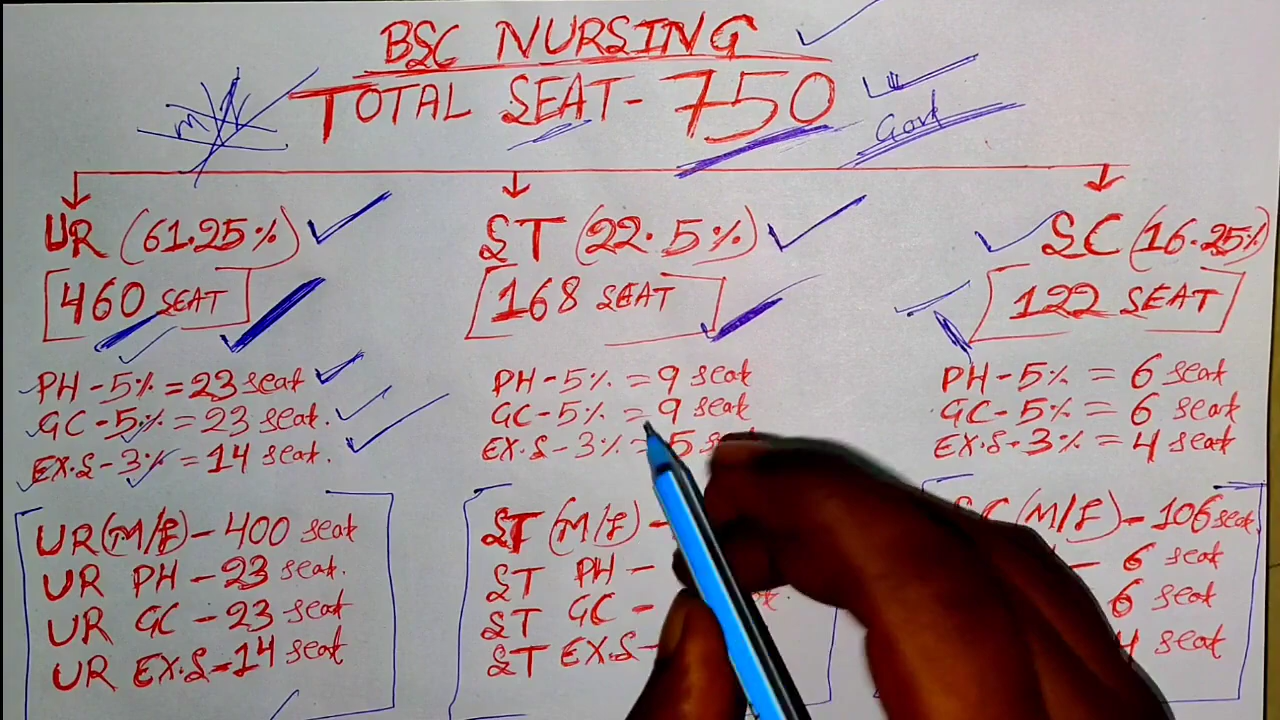 BSC NURSING
TOTAL SEAT- 750
Govt
UR (61.25%)
460 SEAT
PH-5% = 23 seat
GC-5% = 23 seat.
EX.S-3% = 14 seat.
UR (M/F) - 400 seat
UR PH - 23 seat.
UR GC - 23 seat
UR EX.S - 14 seat
ST (22.5%)
168 SEAT
PH-5% = 9 seat
GC-5% = 9 seat
EX.S-3% = 5
ST (M/F) -
ST PH -
ST GC -
ST EX.S-
SC (16.25%)
122 SEAT
PH-5% = 6 seat
GC-5% = 6 seat
EX.S-3% = 4 seat
SC (M/F) - 106 seat
- 6 seat
6 seat
4 seat